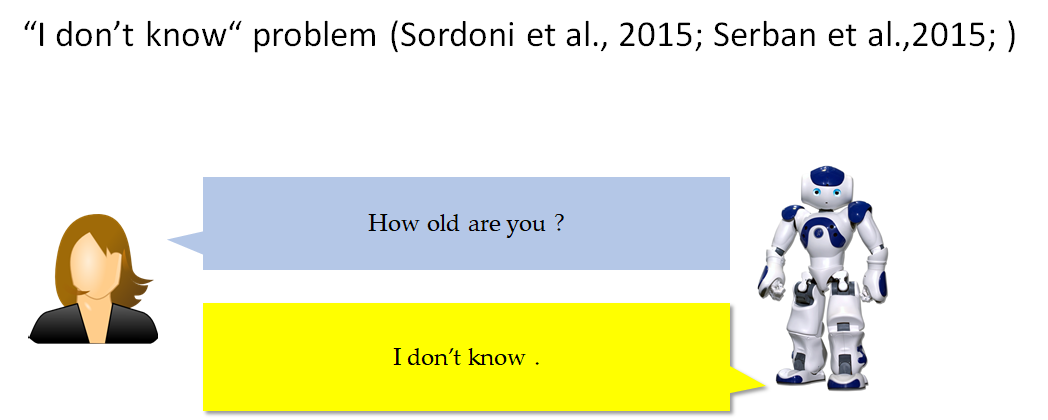 “I don’t know“ problem (Sordoni et al., 2015; Serban et al.,2015; )
How old are you ?
I don’t know .